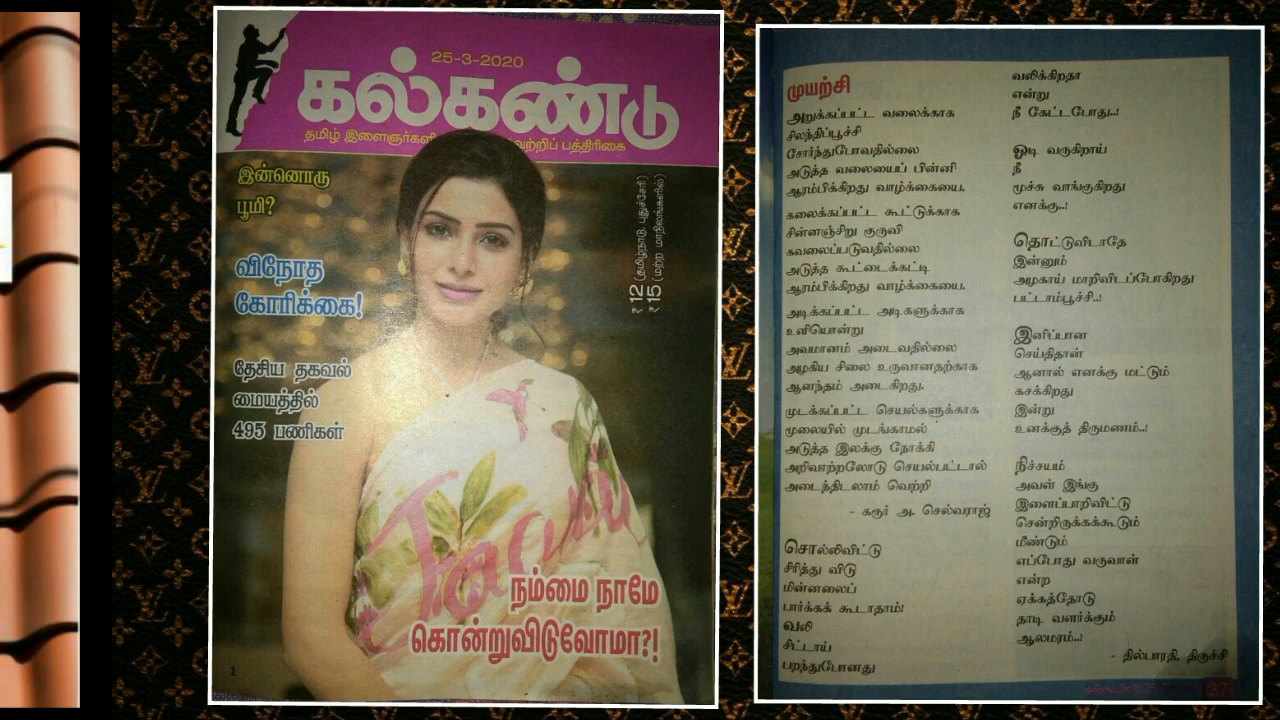 25-3-2020
கல்கண்டு
தமிழ் இளைஞர்களி வெற்றிப் பத்திரிகை
இன்னொரு
பூமி?
விநோத
கோரிக்கை!
தேசிய தகவல்
மையத்தில்
495 பணிகள்
₹ 12 (தமிழ்நாடு, புதுச்சேரி)
₹ 15 (மற்ற மாநிலங்களில்)
நம்மை நாமே
கொன்றுவிடுவோமா?!
1
முயற்சி
அறுக்கப்பட்ட வலைக்காக
சிலந்திப்பூச்சி
சோர்ந்துபோவதில்லை
அடுத்த வலையைப் பின்னி
ஆரம்பிக்கிறது வாழ்க்கையை.
கலைக்கப்பட்ட கூட்டுக்காக
சின்னஞ்சிறு குருவி
கவலைப்படுவதில்லை
அடுத்த கூட்டைக்கட்டி
ஆரம்பிக்கிறது வாழ்க்கையை.
அடிக்கப்பட்ட அடிகளுக்காக
உளியொன்று
அவமானம் அடைவதில்லை
அழகிய சிலை உருவானதற்காக
ஆனந்தம் அடைகிறது.
முடக்கப்பட்ட செயல்களுக்காக
மூலையில் முடங்காமல்
அடுத்த இலக்கு நோக்கி
அறிவாற்றலோடு செயல்பட்டால்
அடைந்திடலாம் வெற்றி
- கரூர் அ. செல்வராஜ்
சொல்லிவிட்டு
சிரித்து விடு
மின்னலைப்
பார்க்கக் கூடாதாம்!
வலி
சிட்டாய்
பறந்துபோனது
வலிக்கிறதா
என்று
நீ கேட்டபோது..!
ஓடி வருகிறாய்
நீ
மூச்சு வாங்குகிறது
எனக்கு..!
தொட்டுவிடாதே
இன்னும்
அழகாய் மாறிவிடப்போகிறது
பட்டாம்பூச்சி..!
இனிப்பான
செய்திதான்
ஆனால் எனக்கு மட்டும்
கசக்கிறது
இன்று
உனக்குத் திருமணம்..!
நிச்சயம்
அவள் இங்கு
இளைப்பாறிவிட்டு
சென்றிருக்கக்கூடும்
மீண்டும்
எப்போது வருவாள்
என்ற
ஏக்கத்தோடு
தாடி வளர்க்கும்
ஆலமரம்..!
- தில்பாரதி, திருச்சி
37